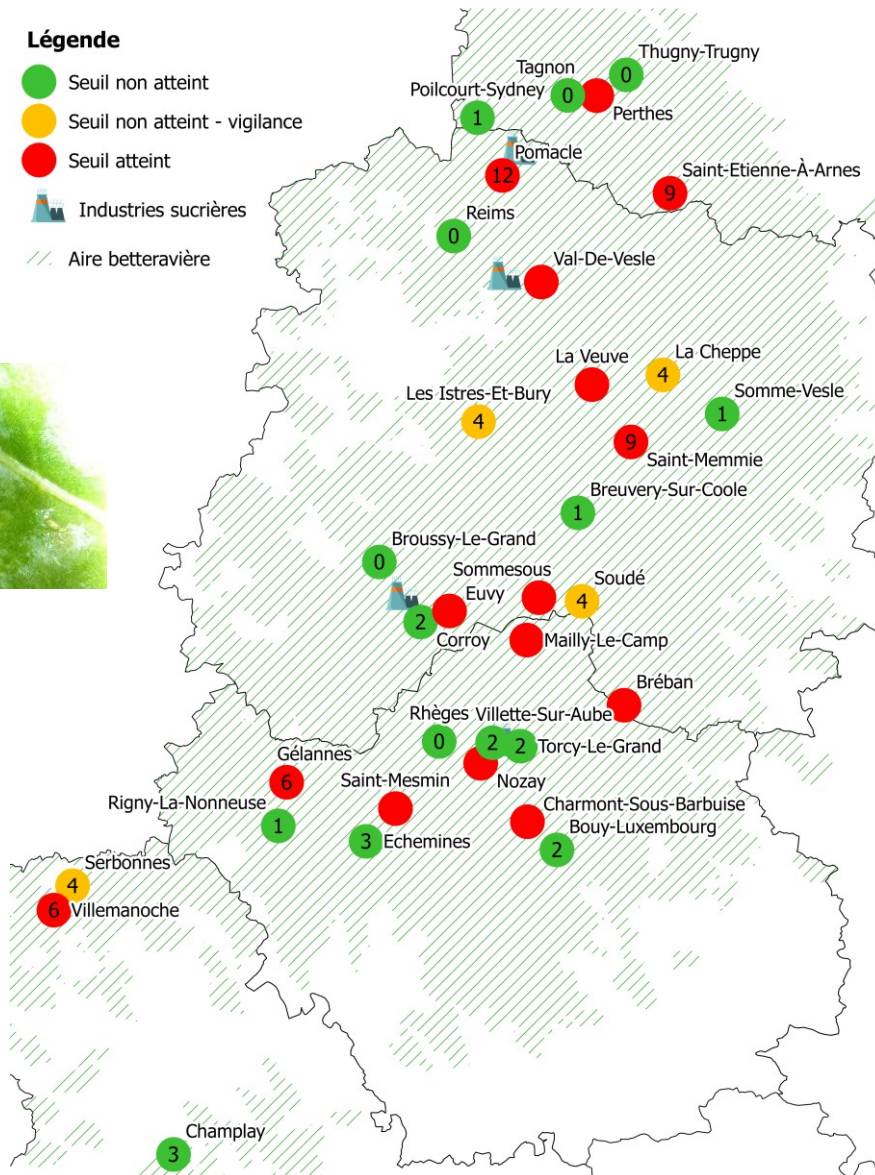 Légende
Seuil non atteint
Seuil non atteint - vigilance
Seuil atteint
Industries sucrières
Aire betteravière
Thugny-Trugny
0
Tagnon
0
Perthes
Poilcourt-Sydney
1
Pomacle
12
Saint-Etienne-À-Arnes
9
Reims
0
Val-De-Vesle
La Veuve
La Cheppe
4
Les Istres-Et-Bury
4
Somme-Vesle
1
9
Saint-Memmie
Breuvery-Sur-Coole
1
Broussy-Le-Grand
0
Sommesous
Soudé
4
Euvy
2
Corroy
Mailly-Le-Camp
Bréban
Rhèges
0
Villette-Sur-Aube
2
2
Torcy-Le-Grand
Nozay
Gélannes
6
Saint-Mesmin
Rigny-La-Nonneuse
1
3
Echemines
Charmont-Sous-Barbuise
Bouy-Luxembourg
2
Serbonnes
4
6
Villemanoche
Champlay
3